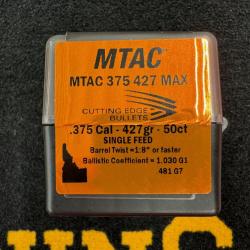 MTAC
MTAC 375 427 MAX
CUTTING EDGE
BULLETS
.375 Cal - 427gr - 50ct
SINGLE FEED
Barrel Twist = 1:8" or faster
Ballistic Coefficient = 1.030 G1
.481 G7